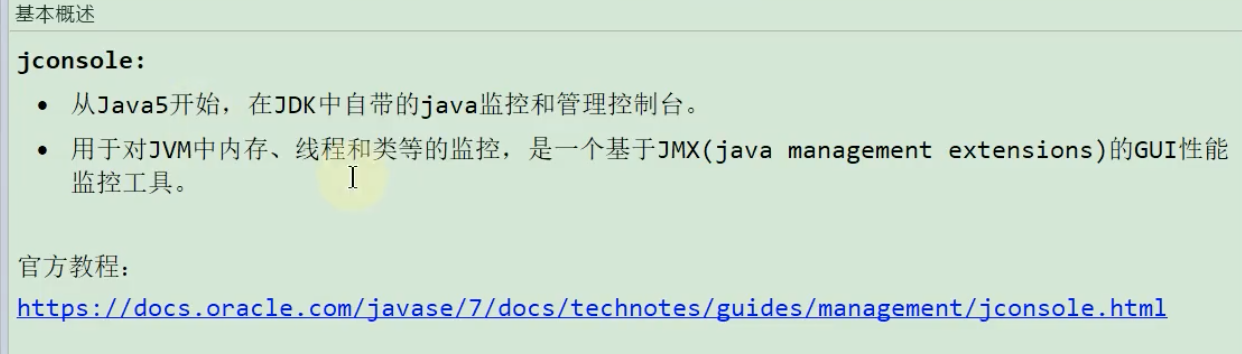 基本概述
jconsole:
• 从Java5开始，在JDK中自带的java监控和管理控制台。
• 用于对JVM中内存、线程和类等的监控，是一个基于JMX(java management extensions)的GUI性能
监控工具。
官方教程:
https://docs.oracle.com/javase/7/docs/technotes/guides/management/jconsole.html